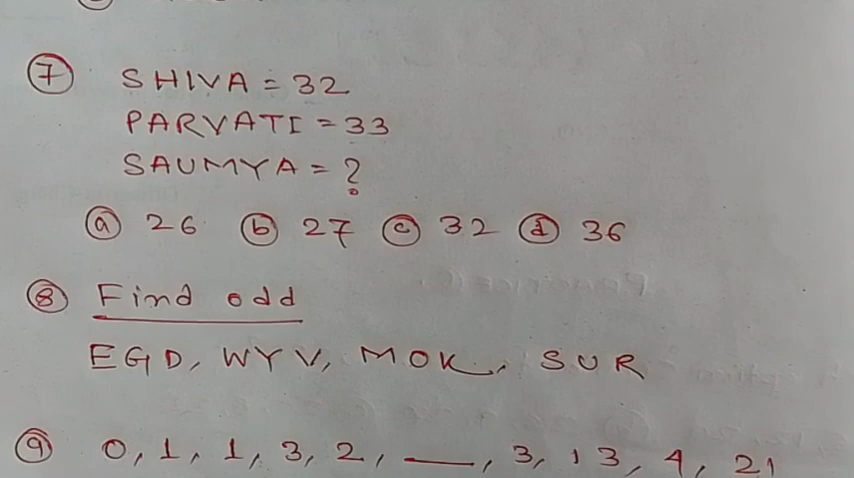 ⑦ SHIVA = 32
PARVATI = 33
SAUMYA = ?
ⓐ 26 ⓑ 27 ⓒ 32 ⓓ 36
⑧ Find odd
EGD, WYV, MOK, SUR
⑨ 0, 1, 1, 3, 2, __, 3, 13, 4, 21